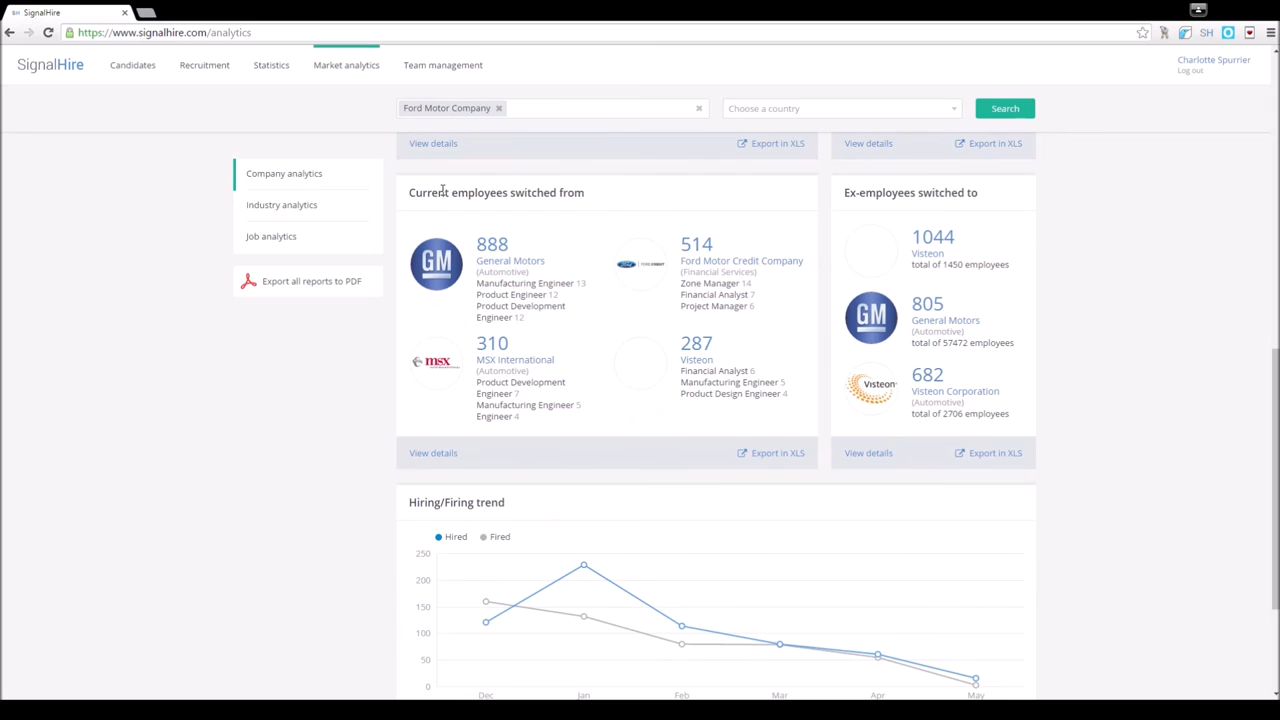 SignalHire
https://www.signalhire.com/analytics
SH
SignalHire
Candidates
Recruitment
Statistics
Market analytics
Team management
Charlotte Spurrier
Log out
Ford Motor Company
Choose a country
Search
Company analytics
Industry analytics
Job analytics
Export all reports to PDF
View details
Export in XLS
View details
Export in XLS
Current employees switched from
GM
888
General Motors
(Automotive)
Manufacturing Engineer 13
Product Engineer 12
Product Development
Engineer 12
514
Ford Motor Credit Company
(Financial Services)
Zone Manager 14
Financial Analyst 7
Project Manager 6
msx
310
MSX International
(Automotive)
Product Development
Engineer 7
Manufacturing Engineer 5
Engineer 4
287
Visteon
Financial Analyst 6
Manufacturing Engineer 5
Product Design Engineer 4
View details
Export in XLS
Ex-employees switched to
1044
Visteon
total of 1450 employees
GM
805
General Motors
(Automotive)
total of 57472 employees
Visteon
682
Visteon Corporation
(Automotive)
total of 2706 employees
View details
Export in XLS
Hiring/Firing trend
Hired
Fired
250
200
150
100
50
0
Dec
Jan
Feb
Mar
Apr
May